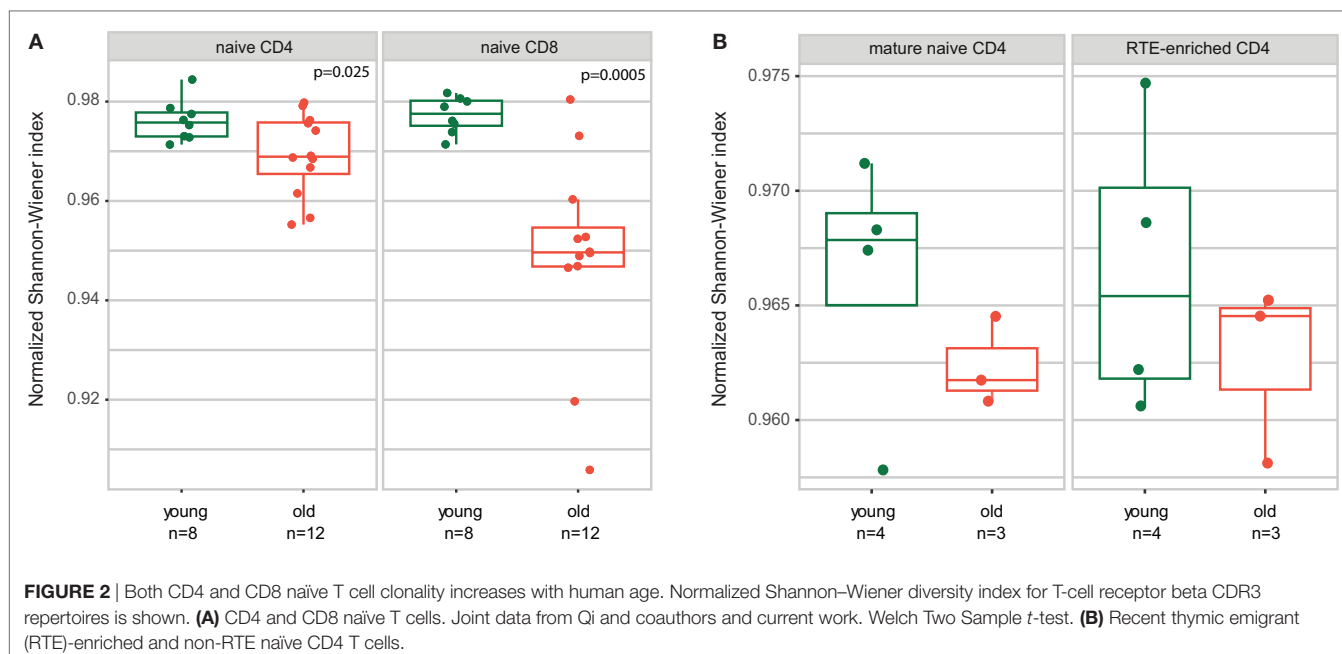 A
naive CD4
naive CD8
p=0.025
p=0.0005
Normalized Shannon-Wiener index
0.98
0.96
0.94
0.92
young
n=8
old
n=12
young
n=8
old
n=12
B
mature naive CD4
RTE-enriched CD4
Normalized Shannon-Wiener index
0.975
0.970
0.965
0.960
young
n=4
old
n=3
young
n=4
old
n=3
FIGURE 2 | Both CD4 and CD8 naïve T cell clonality increases with human age. Normalized Shannon–Wiener diversity index for T-cell receptor beta CDR3
repertoires is shown. (A) CD4 and CD8 naïve T cells. Joint data from Qi and coauthors and current work. Welch Two Sample t-test. (B) Recent thymic emigrant
(RTE)-enriched and non-RTE naïve CD4 T cells.